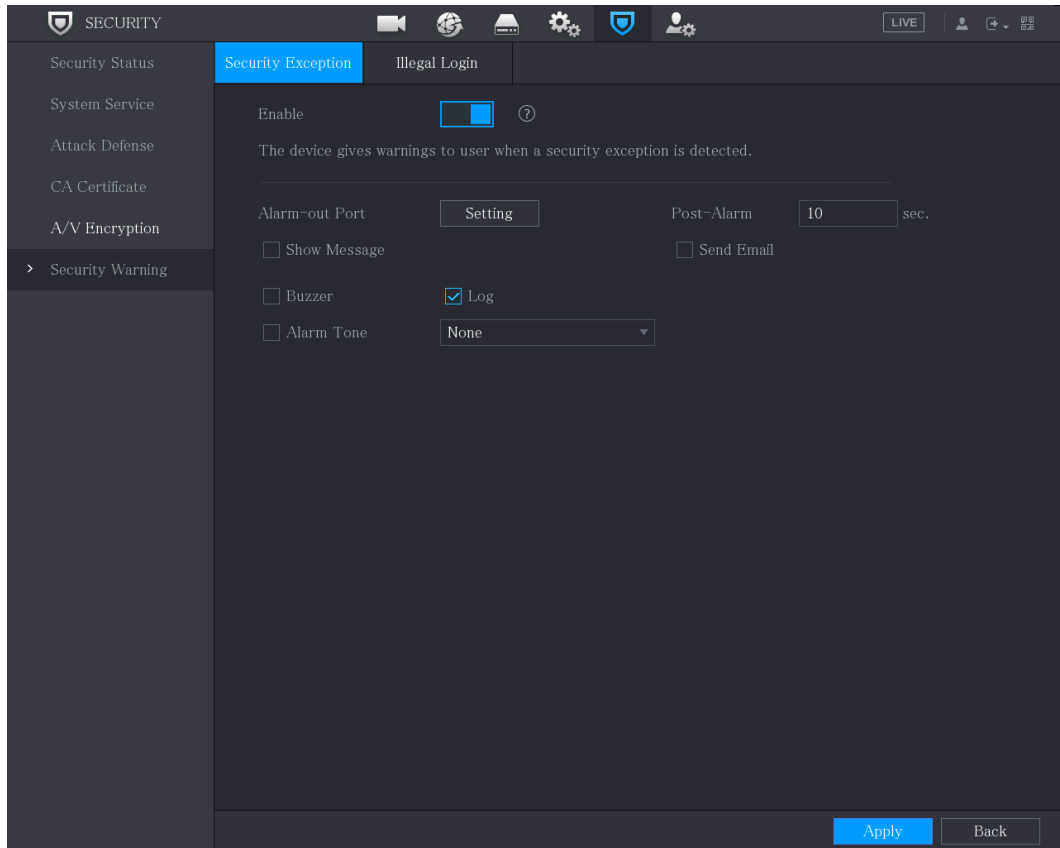 SECURITY
LIVE
Security Status
System Service
Attack Defense
CA Certificate
A/V Encryption
Security Warning
Security Exception Illegal Login
Enable
The device gives warnings to user when a security exception is detected.
Alarm-out Port Setting Post-Alarm 10 sec.
Show Message Send Email
Buzzer Log
Alarm Tone None
Apply Back